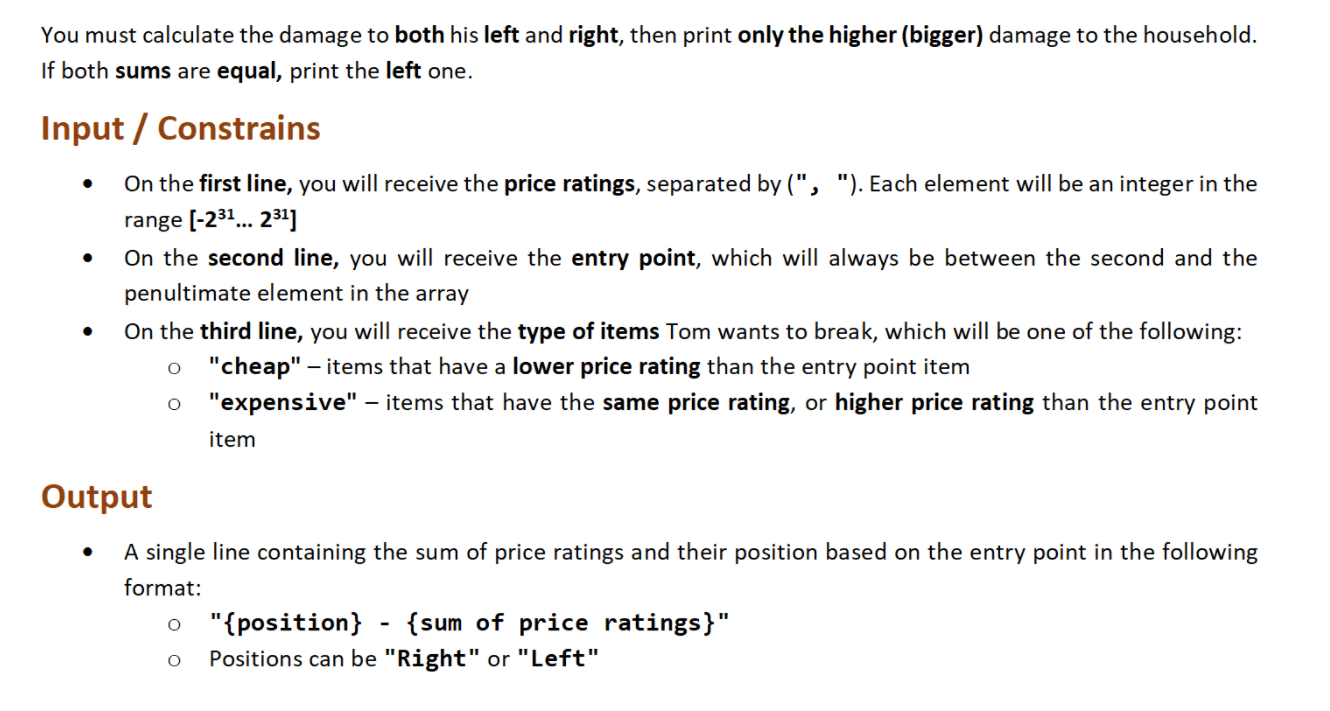 You must calculate the damage to both his left and right, then print only the higher (bigger) damage to the household.
If both sums are equal, print the left one.
Input / Constrains
• On the first line, you will receive the price ratings, separated by (", "). Each element will be an integer in the
range [-2³¹… 2³¹]
• On the second line, you will receive the entry point, which will always be between the second and the
penultimate element in the array
• On the third line, you will receive the type of items Tom wants to break, which will be one of the following:
o "cheap" – items that have a lower price rating than the entry point item
o "expensive" – items that have the same price rating, or higher price rating than the entry point
item
Output
• A single line containing the sum of price ratings and their position based on the entry point in the following
format:
o "{position} - {sum of price ratings}"
o Positions can be "Right" or "Left"